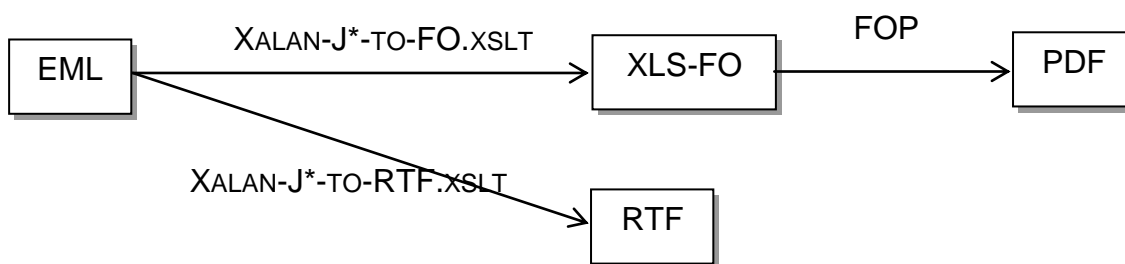 XALAN-J*-TO-FO.XSLT
FOP
EML
XLS-FO
PDF
XALAN-J*-TO-RTF.XSLT
RTF